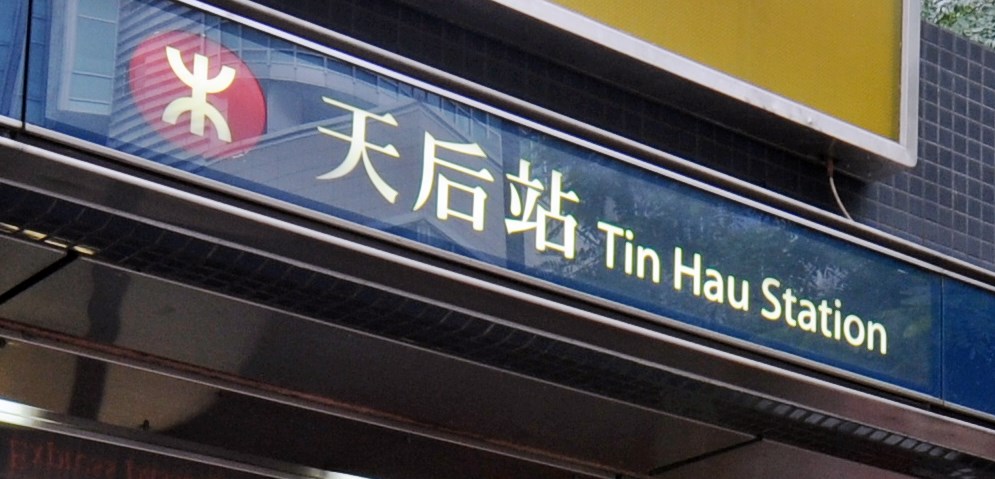 天后站 Tin Hau Station